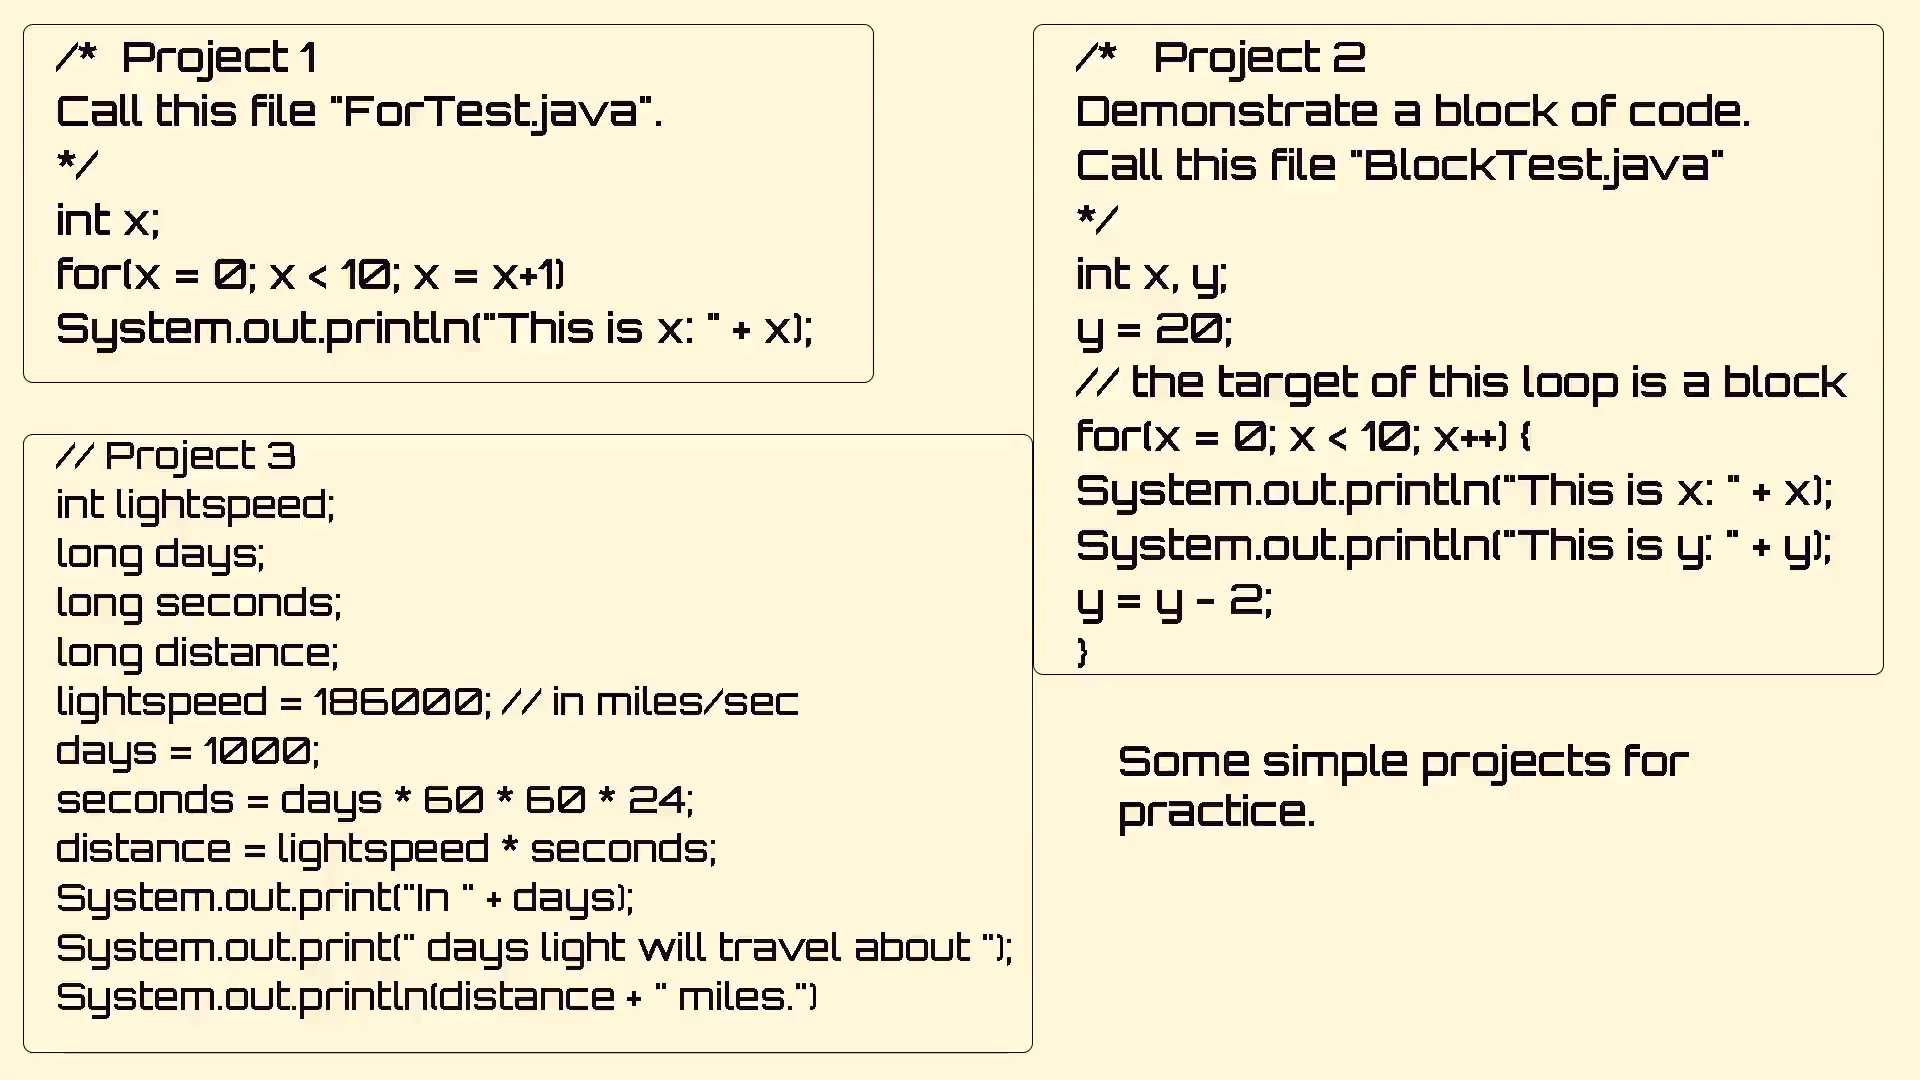 /*  Project 1
Call this file "ForTest.java".
*/
int x;
for(x = 0; x < 10; x = x+1)
System.out.println("This is x: " + x);
// Project 3
int lightspeed;
long days;
long seconds;
long distance;
lightspeed = 186000; // in miles/sec
days = 1000;
seconds = days * 60 * 60 * 24;
distance = lightspeed * seconds;
System.out.print("In " + days);
System.out.print(" days light will travel about ");
System.out.println(distance + " miles.")
/*   Project 2
Demonstrate a block of code.
Call this file "BlockTest.java"
*/
int x, y;
y = 20;
// the target of this loop is a block
for(x = 0; x < 10; x++) {
System.out.println("This is x: " + x);
System.out.println("This is y: " + y);
y = y - 2;
}
Some simple projects for
practice.